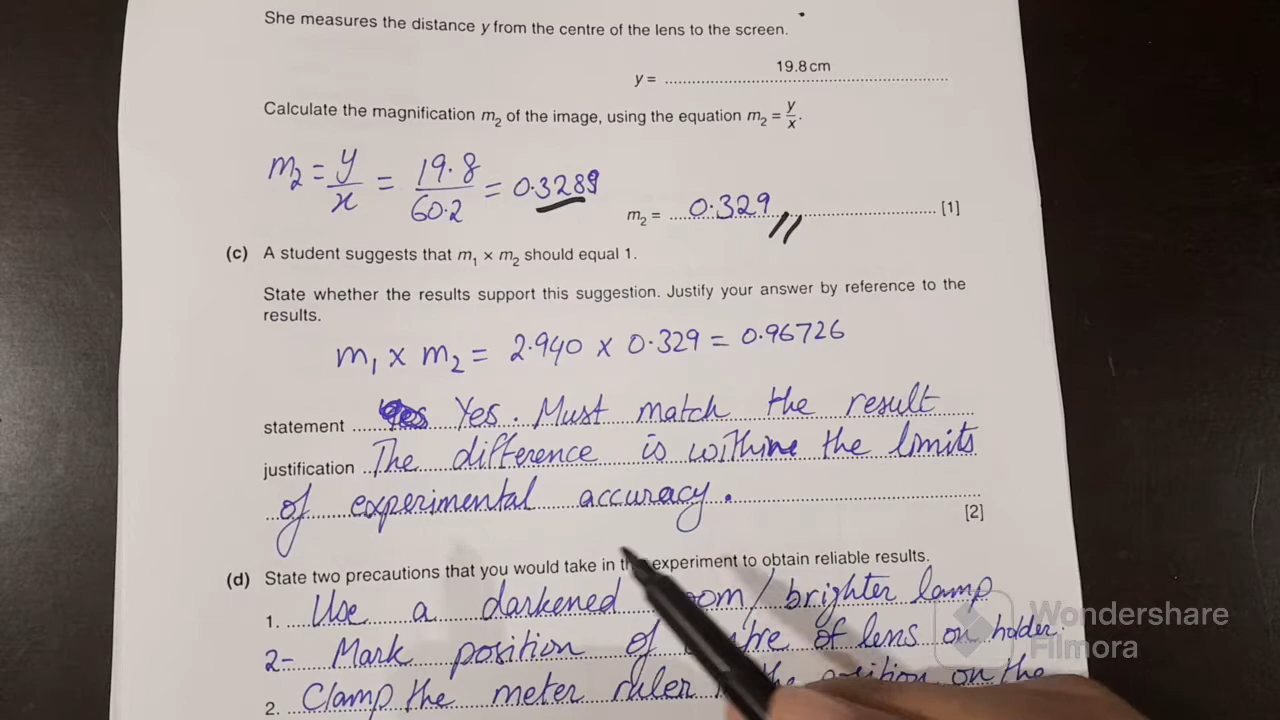 She measures the distance y from the centre of the lens to the screen.
y = 19.8 cm
Calculate the magnification m₂ of the image, using the equation m₂ = y/x.
m₂ = y/x = 19.8/60.2 = 0.3289
m₂ = 0.329 [1]
(c) A student suggests that m₁ × m₂ should equal 1.
State whether the results support this suggestion. Justify your answer by reference to the
results.
m₁ × m₂ = 2.940 × 0.329 = 0.96726
statement Yes. Must match the result
justification The difference is withine the limits
of experimental accuracy.
[2]
(d) State two precautions that you would take in experiment to obtain reliable results.
1. Use a darkened room/brighter lamp
2- Mark position of of lens on holder.
2. Clamp the meter ruler position on the
Wondershare
Filmora